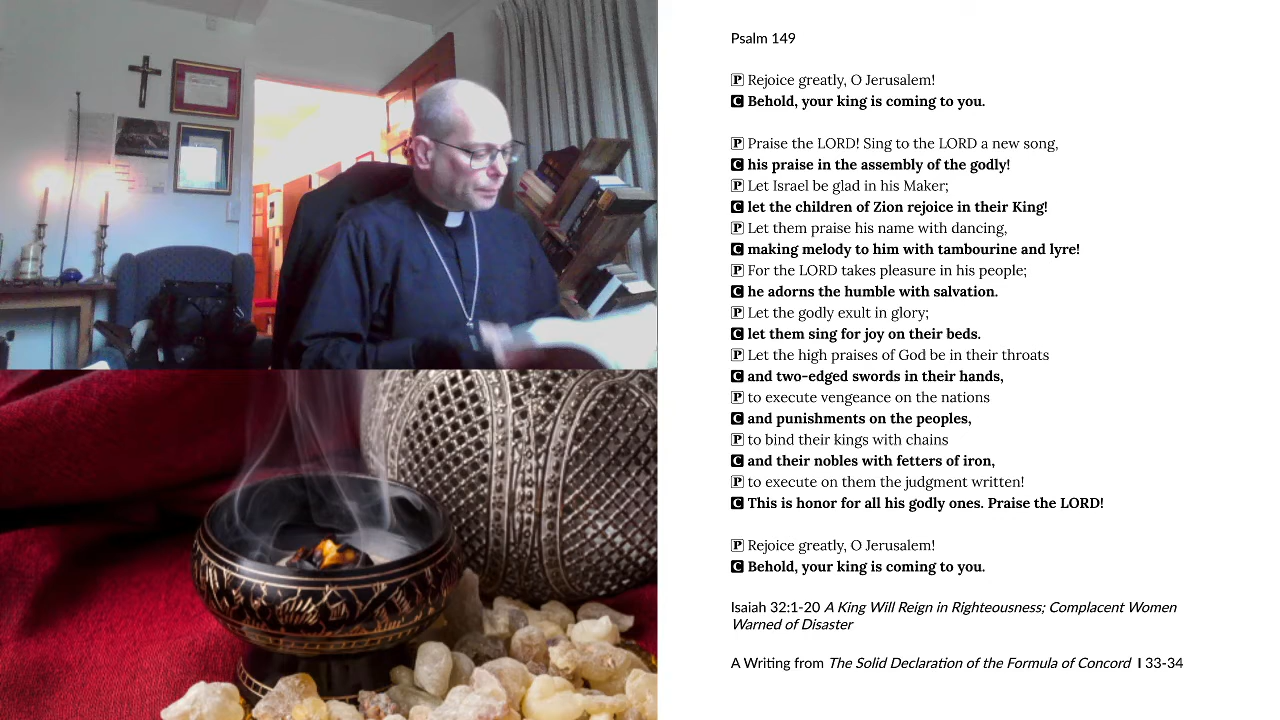 Psalm 149
P Rejoice greatly, O Jerusalem!
C Behold, your king is coming to you.
P Praise the LORD! Sing to the LORD a new song,
C his praise in the assembly of the godly!
P Let Israel be glad in his Maker;
C let the children of Zion rejoice in their King!
P Let them praise his name with dancing,
C making melody to him with tambourine and lyre!
P For the LORD takes pleasure in his people;
C he adorns the humble with salvation.
P Let the godly exult in glory;
C let them sing for joy on their beds.
P Let the high praises of God be in their throats
C and two-edged swords in their hands,
P to execute vengeance on the nations
C and punishments on the peoples,
P to bind their kings with chains
C and their nobles with fetters of iron,
P to execute on them the judgment written!
C This is honor for all his godly ones. Praise the LORD!
P Rejoice greatly, O Jerusalem!
C Behold, your king is coming to you.
Isaiah 32:1-20 A King Will Reign in Righteousness; Complacent Women
Warned of Disaster
A Writing from The Solid Declaration of the Formula of Concord I 33-34